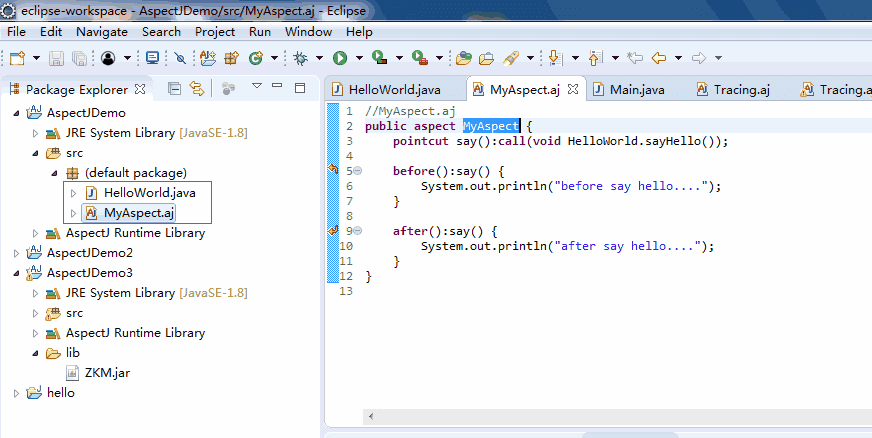 eclipse-workspace - AspectJDemo/src/MyAspect.aj - Eclipse
File Edit Navigate Search Project Run Window Help
Package Explorer
AspectJDemo
JRE System Library [JavaSE-1.8]
src
(default package)
HelloWorld.java
MyAspect.aj
AspectJ Runtime Library
AspectJDemo2
AspectJDemo3
JRE System Library [JavaSE-1.8]
src
AspectJ Runtime Library
lib
ZKM.jar
hello
HelloWorld.java MyAspect.aj Main.java Tracing.aj Tracing.a
1 //MyAspect.aj
2 public aspect MyAspect {
3 pointcut say():call(void HelloWorld.sayHello());
4
5 before():say() {
6 System.out.println("before say hello....");
7 }
8
9 after():say() {
10 System.out.println("after say hello....");
11 }
12 }
13